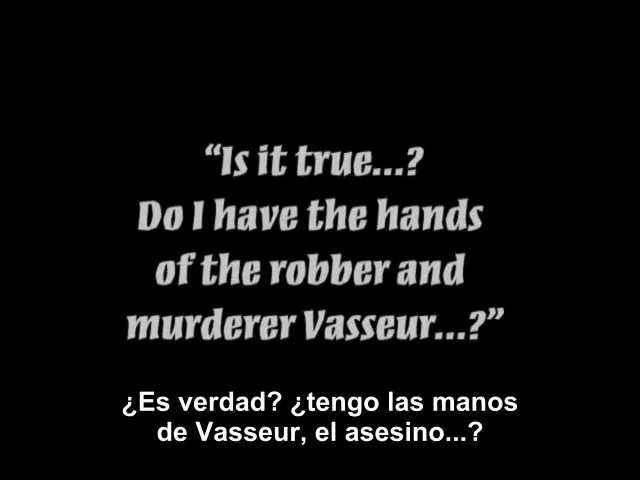 “Is it true...?
Do I have the hands
of the robber and
murderer Vasseur...?”
¿Es verdad? ¿tengo las manos
de Vasseur, el asesino...?